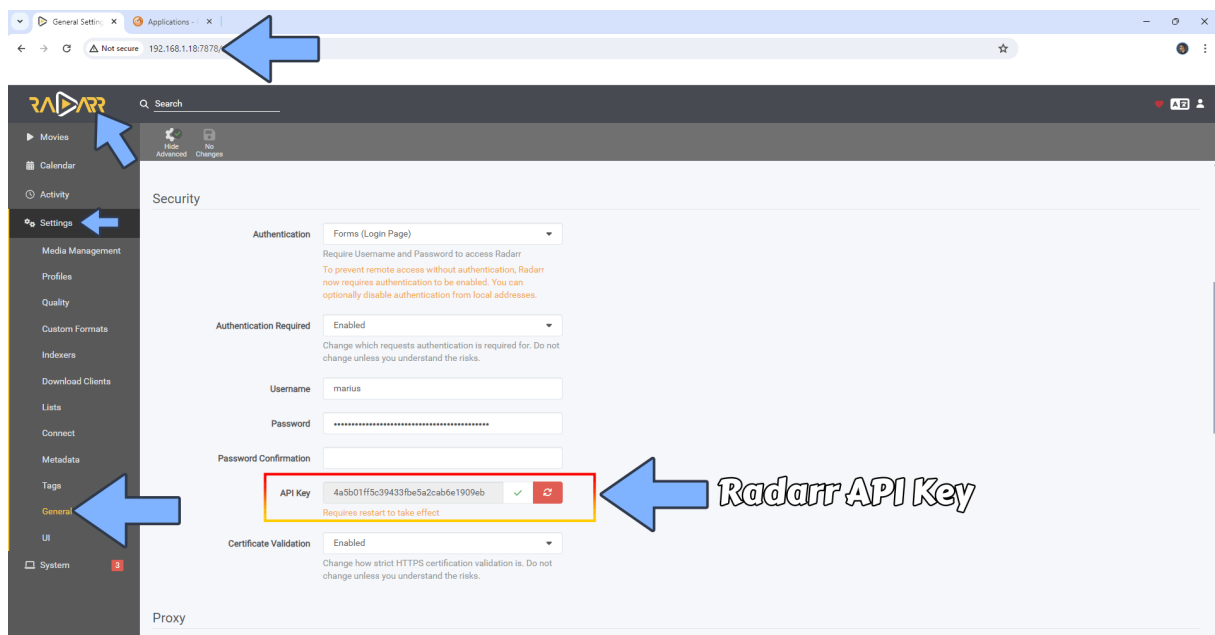 General Setting
Applications -
Not secure 192.168.1.18:7878/
RADARR
Search
Movies
Calendar
Activity
Settings
Media Management
Profiles
Quality
Custom Formats
Indexers
Download Clients
Lists
Connect
Metadata
Tags
General
UI
System 3
Hide
Advanced
No
Changes
Security
Authentication Forms (Login Page)
Require Username and Password to access Radarr
To prevent remote access without authentication, Radarr
now requires authentication to be enabled. You can
optionally disable authentication from local addresses.
Authentication Required Enabled
Change which requests authentication is required for. Do not
change unless you understand the risks.
Username marius
Password
Password Confirmation
API Key 4a5b01ff5c39433fbe5a2cab6e1909eb
Requires restart to take effect
Radarr API Key
Certificate Validation Enabled
Change how strict HTTPS certification validation is. Do not
change unless you understand the risks.
Proxy